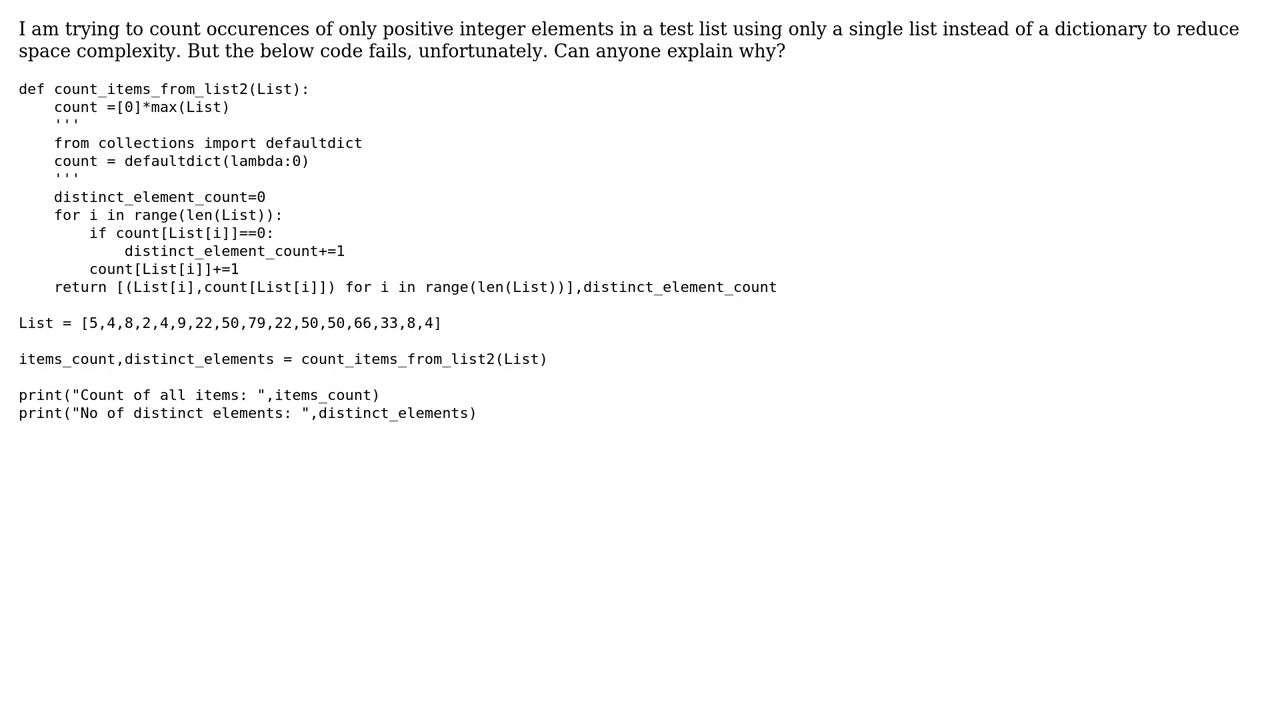 I am trying to count occurences of only positive integer elements in a test list using only a single list instead of a dictionary to reduce
space complexity. But the below code fails, unfortunately. Can anyone explain why?
def count_items_from_list2(List):
    count =[0]*max(List)
    '''
    from collections import defaultdict
    count = defaultdict(lambda:0)
    '''
    distinct_element_count=0
    for i in range(len(List)):
        if count[List[i]]==0:
            distinct_element_count+=1
        count[List[i]]+=1
    return [(List[i],count[List[i]]) for i in range(len(List))],distinct_element_count
List = [5,4,8,2,4,9,22,50,79,22,50,50,66,33,8,4]
items_count,distinct_elements = count_items_from_list2(List)
print("Count of all items: ",items_count)
print("No of distinct elements: ",distinct_elements)